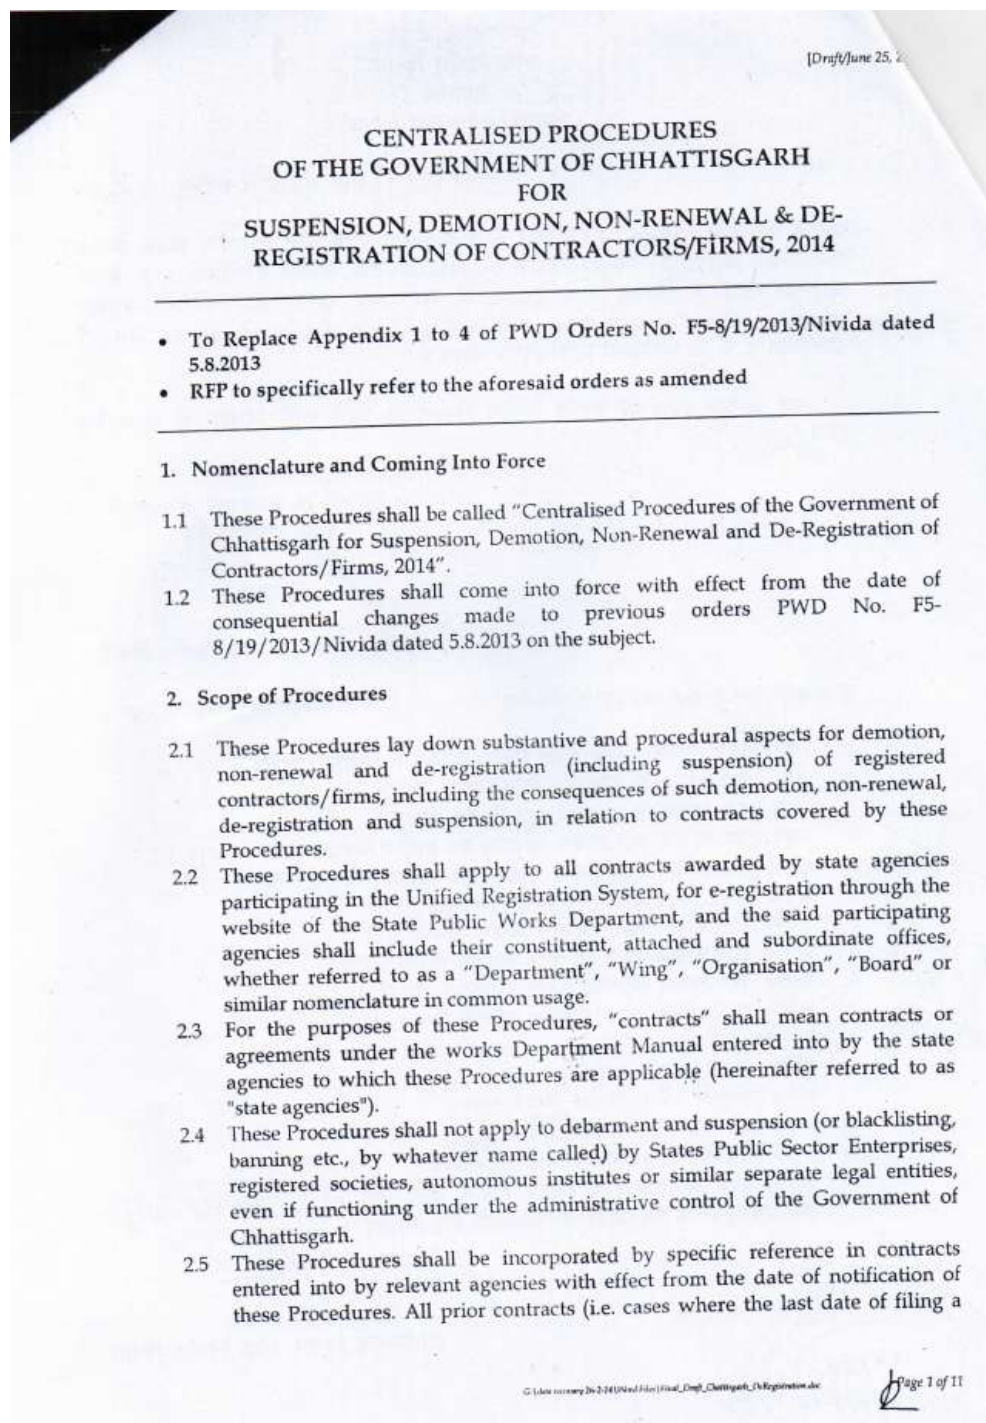 [Draft/June 25,
CENTRALISED PROCEDURES
OF THE GOVERNMENT OF CHHATTISGARH
FOR
SUSPENSION, DEMOTION, NON-RENEWAL & DE-
REGISTRATION OF CONTRACTORS/FIRMS, 2014
• To Replace Appendix 1 to 4 of PWD Orders No. F5-8/19/2013/Nivida dated
5.8.2013
• RFP to specifically refer to the aforesaid orders as amended
1. Nomenclature and Coming Into Force
1.1 These Procedures shall be called "Centralised Procedures of the Government of
Chhattisgarh for Suspension, Demotion, Non-Renewal and De-Registration of
Contractors/Firms, 2014".
1.2 These Procedures shall come into force with effect from the date of
consequential changes made to previous orders PWD No. F5-
8/19/2013/Nivida dated 5.8.2013 on the subject.
2. Scope of Procedures
2.1 These Procedures lay down substantive and procedural aspects for demotion,
non-renewal and de-registration (including suspension) of registered
contractors/firms, including the consequences of such demotion, non-renewal,
de-registration and suspension, in relation to contracts covered by these
Procedures.
2.2 These Procedures shall apply to all contracts awarded by state agencies
participating in the Unified Registration System, for e-registration through the
website of the State Public Works Department, and the said participating
agencies shall include their constituent, attached and subordinate offices,
whether referred to as a "Department", "Wing", "Organisation", "Board" or
similar nomenclature in common usage.
2.3 For the purposes of these Procedures, "contracts" shall mean contracts or
agreements under the works Department Manual entered into by the state
agencies to which these Procedures are applicable (hereinafter referred to as
"state agencies").
2.4 These Procedures shall not apply to debarment and suspension (or blacklisting,
banning etc., by whatever name called) by States Public Sector Enterprises,
registered societies, autonomous institutes or similar separate legal entities,
even if functioning under the administrative control of the Government of
Chhattisgarh.
2.5 These Procedures shall be incorporated by specific reference in contracts
entered into by relevant agencies with effect from the date of notification of
these Procedures. All prior contracts (i.e. cases where the last date of filing a
Page 1 of 11